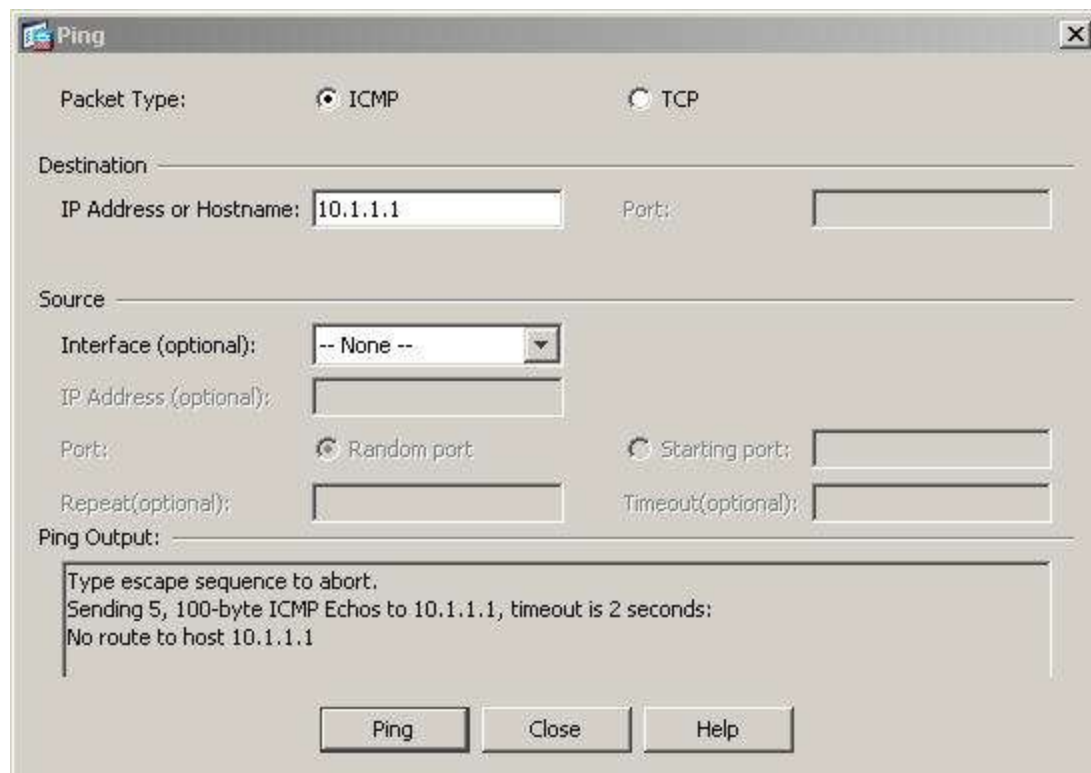 Ping
Packet Type: ICMP TCP
Destination
IP Address or Hostname: 10.1.1.1 Port:
Source
Interface (optional): -- None --
IP Address (optional):
Port: Random port Starting port:
Repeat(optional): Timeout(optional):
Ping Output:
Type escape sequence to abort.
Sending 5, 100-byte ICMP Echos to 10.1.1.1, timeout is 2 seconds:
No route to host 10.1.1.1
Ping Close Help